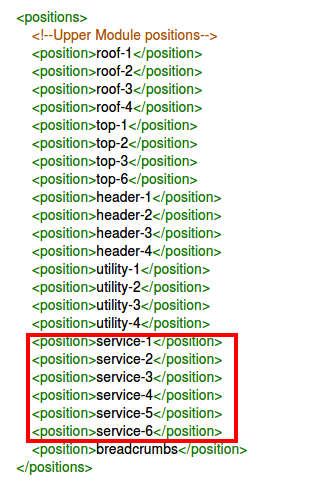 <positions>
<!--Upper Module positions-->
<position>roof-1</position>
<position>roof-2</position>
<position>roof-3</position>
<position>roof-4</position>
<position>top-1</position>
<position>top-2</position>
<position>top-3</position>
<position>top-6</position>
<position>header-1</position>
<position>header-2</position>
<position>header-3</position>
<position>header-4</position>
<position>utility-1</position>
<position>utility-2</position>
<position>utility-3</position>
<position>utility-4</position>
<position>service-1</position>
<position>service-2</position>
<position>service-3</position>
<position>service-4</position>
<position>service-5</position>
<position>service-6</position>
<position>breadcrumbs</position>
</positions>